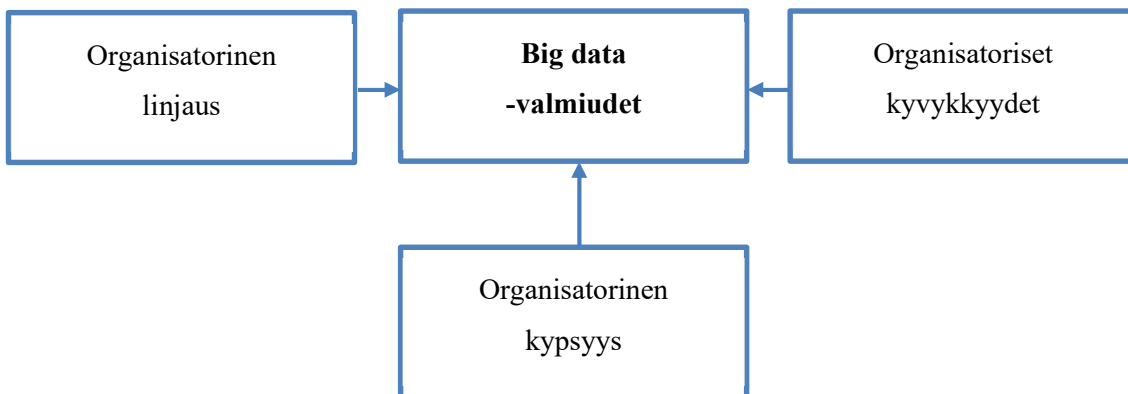 Organisatorinen
linjaus
Big data
-valmiudet
Organisatoriset
kyvykkyydet
Organisatorinen
kypsyys